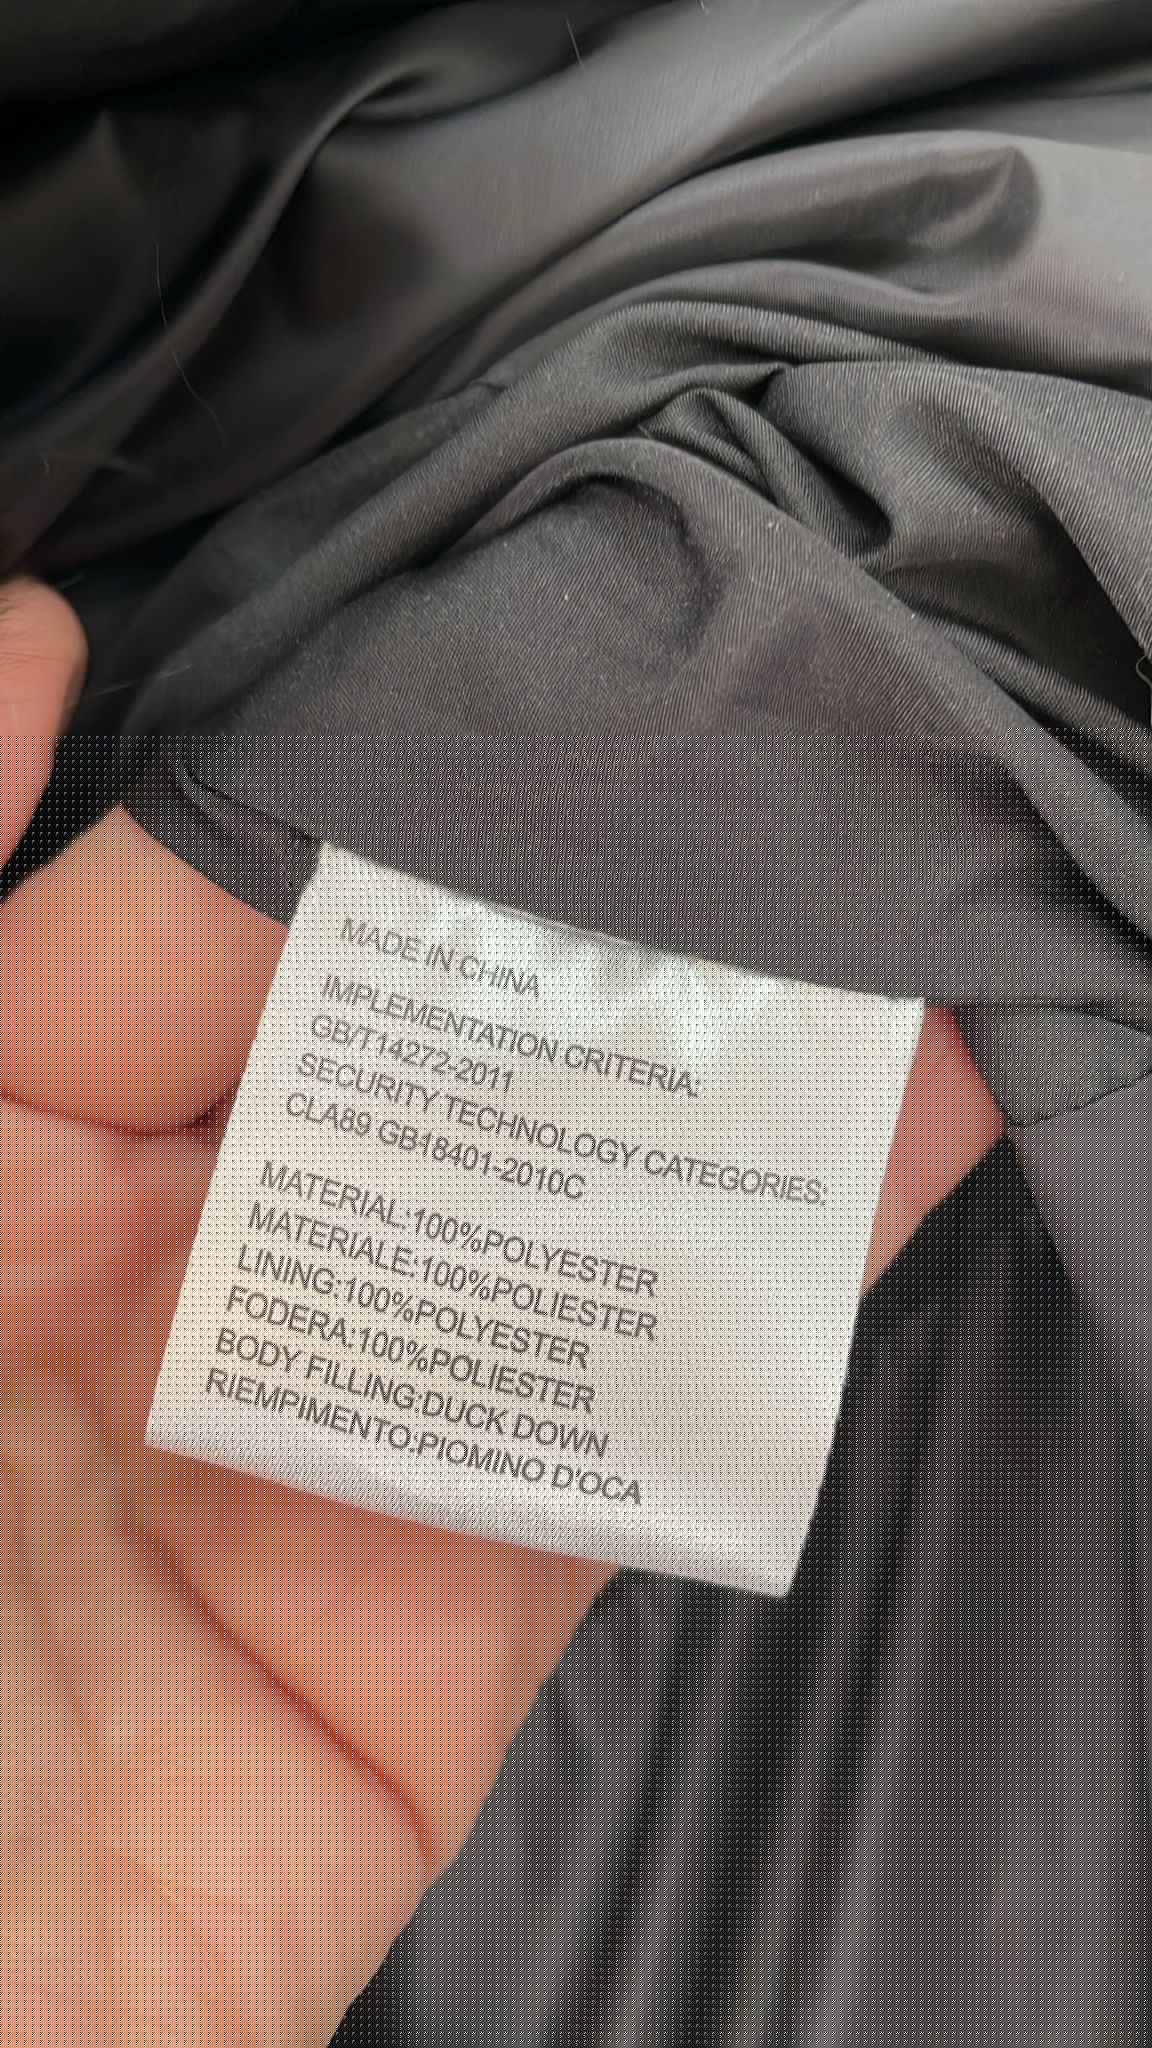 MADE IN CHINA
IMPLEMENTATION CRITERIA:
GB/T14272-2011
SECURITY TECHNOLOGY CATEGORIES:
CLA89 GB18401-2010C
MATERIAL:100%POLYESTER
MATERIALE:100%POLIESTER
LINING:100%POLYESTER
FODERA:100%POLIESTER
BODY FILLING:DUCK DOWN
RIEMPIMENTO:PIOMINO D'OCA